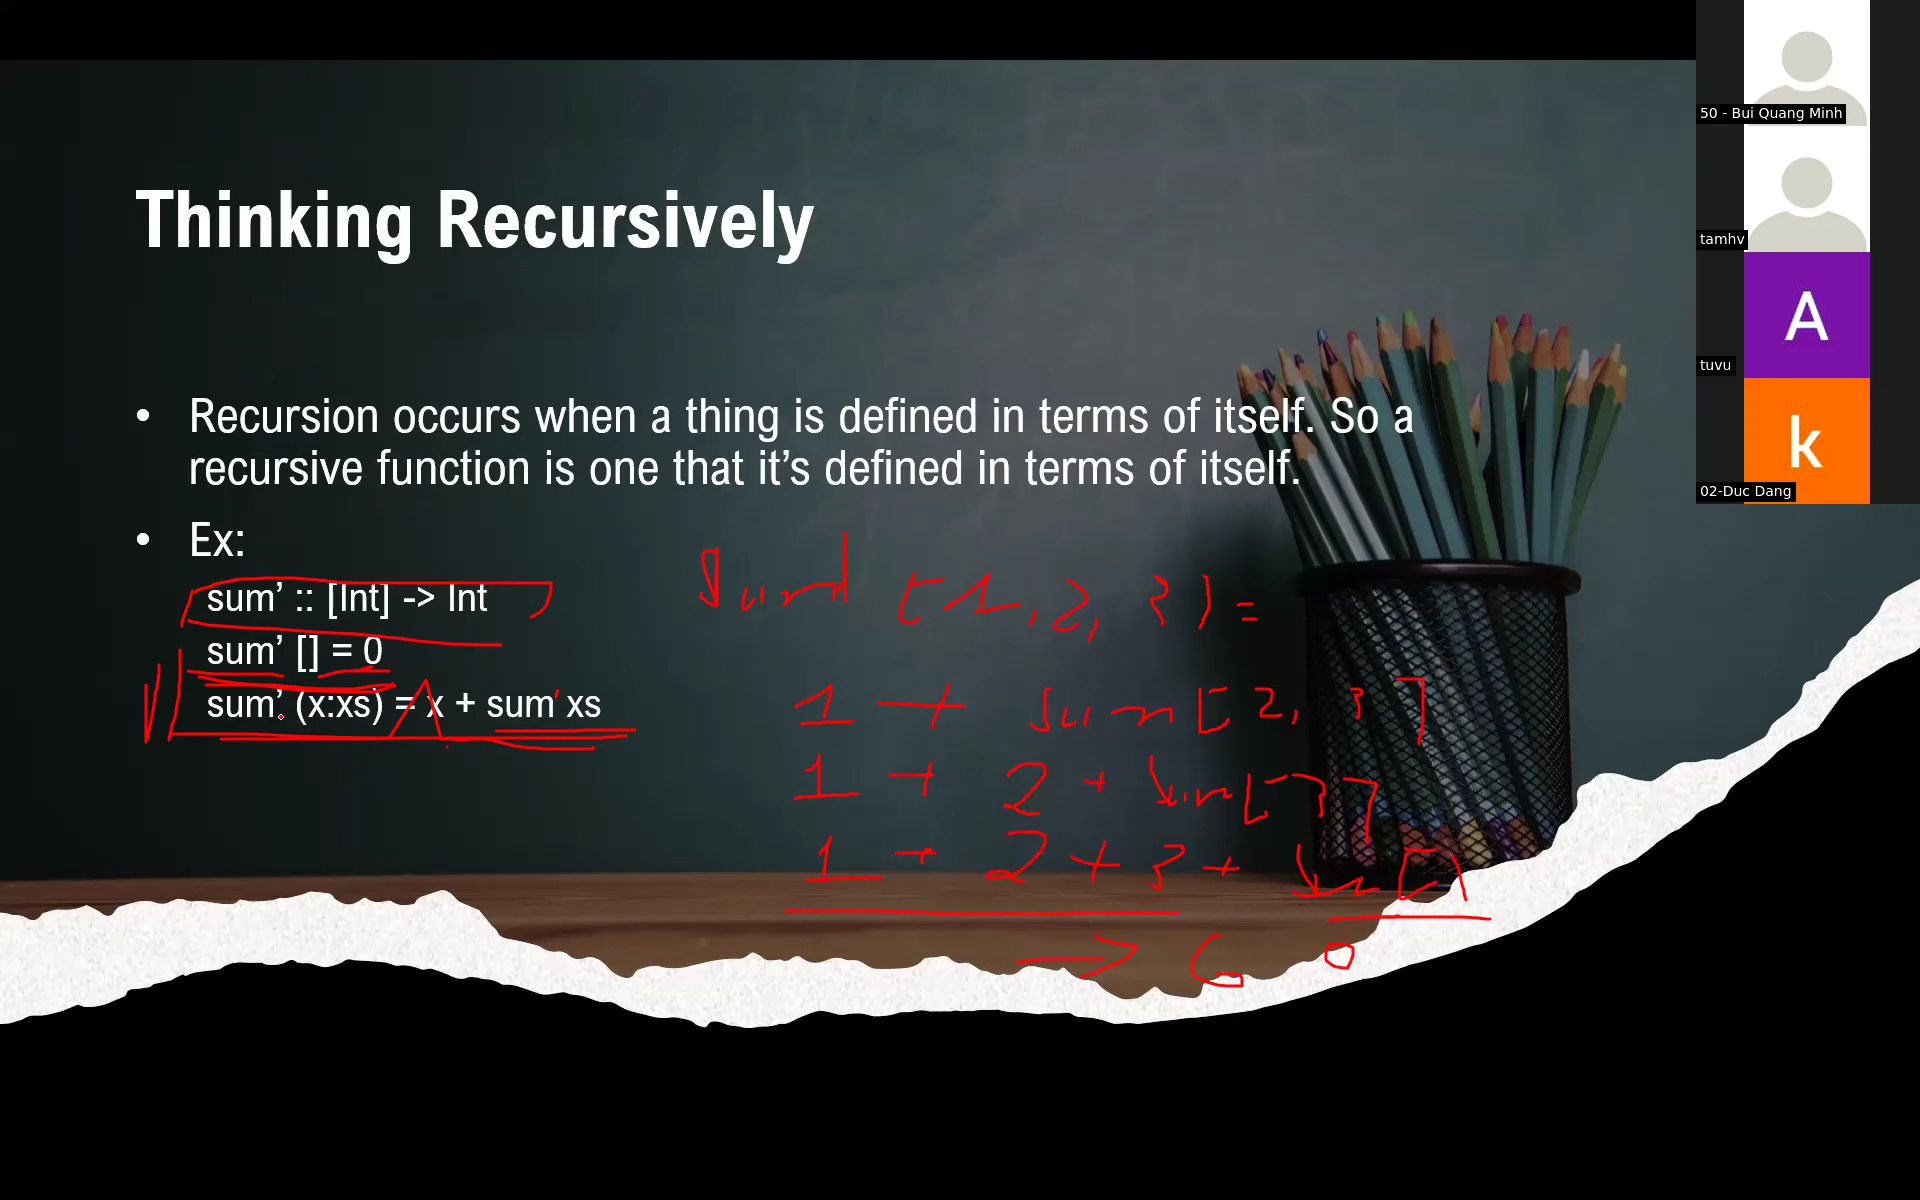 Thinking Recursively
• Recursion occurs when a thing is defined in terms of itself. So a
recursive function is one that it’s defined in terms of itself.
• Ex:
sum’ :: [Int] -> Int
sum’ [] = 0
sum’ (x:xs) = x + sum' xs
(1, 2, 3) =
1 + sum[2, 3]
1 + 2 + sum[3]
1 + 2 + 3 + []
0
50 - Bui Quang Minh
tamhv
A
tuvu
k
02-Duc Dang